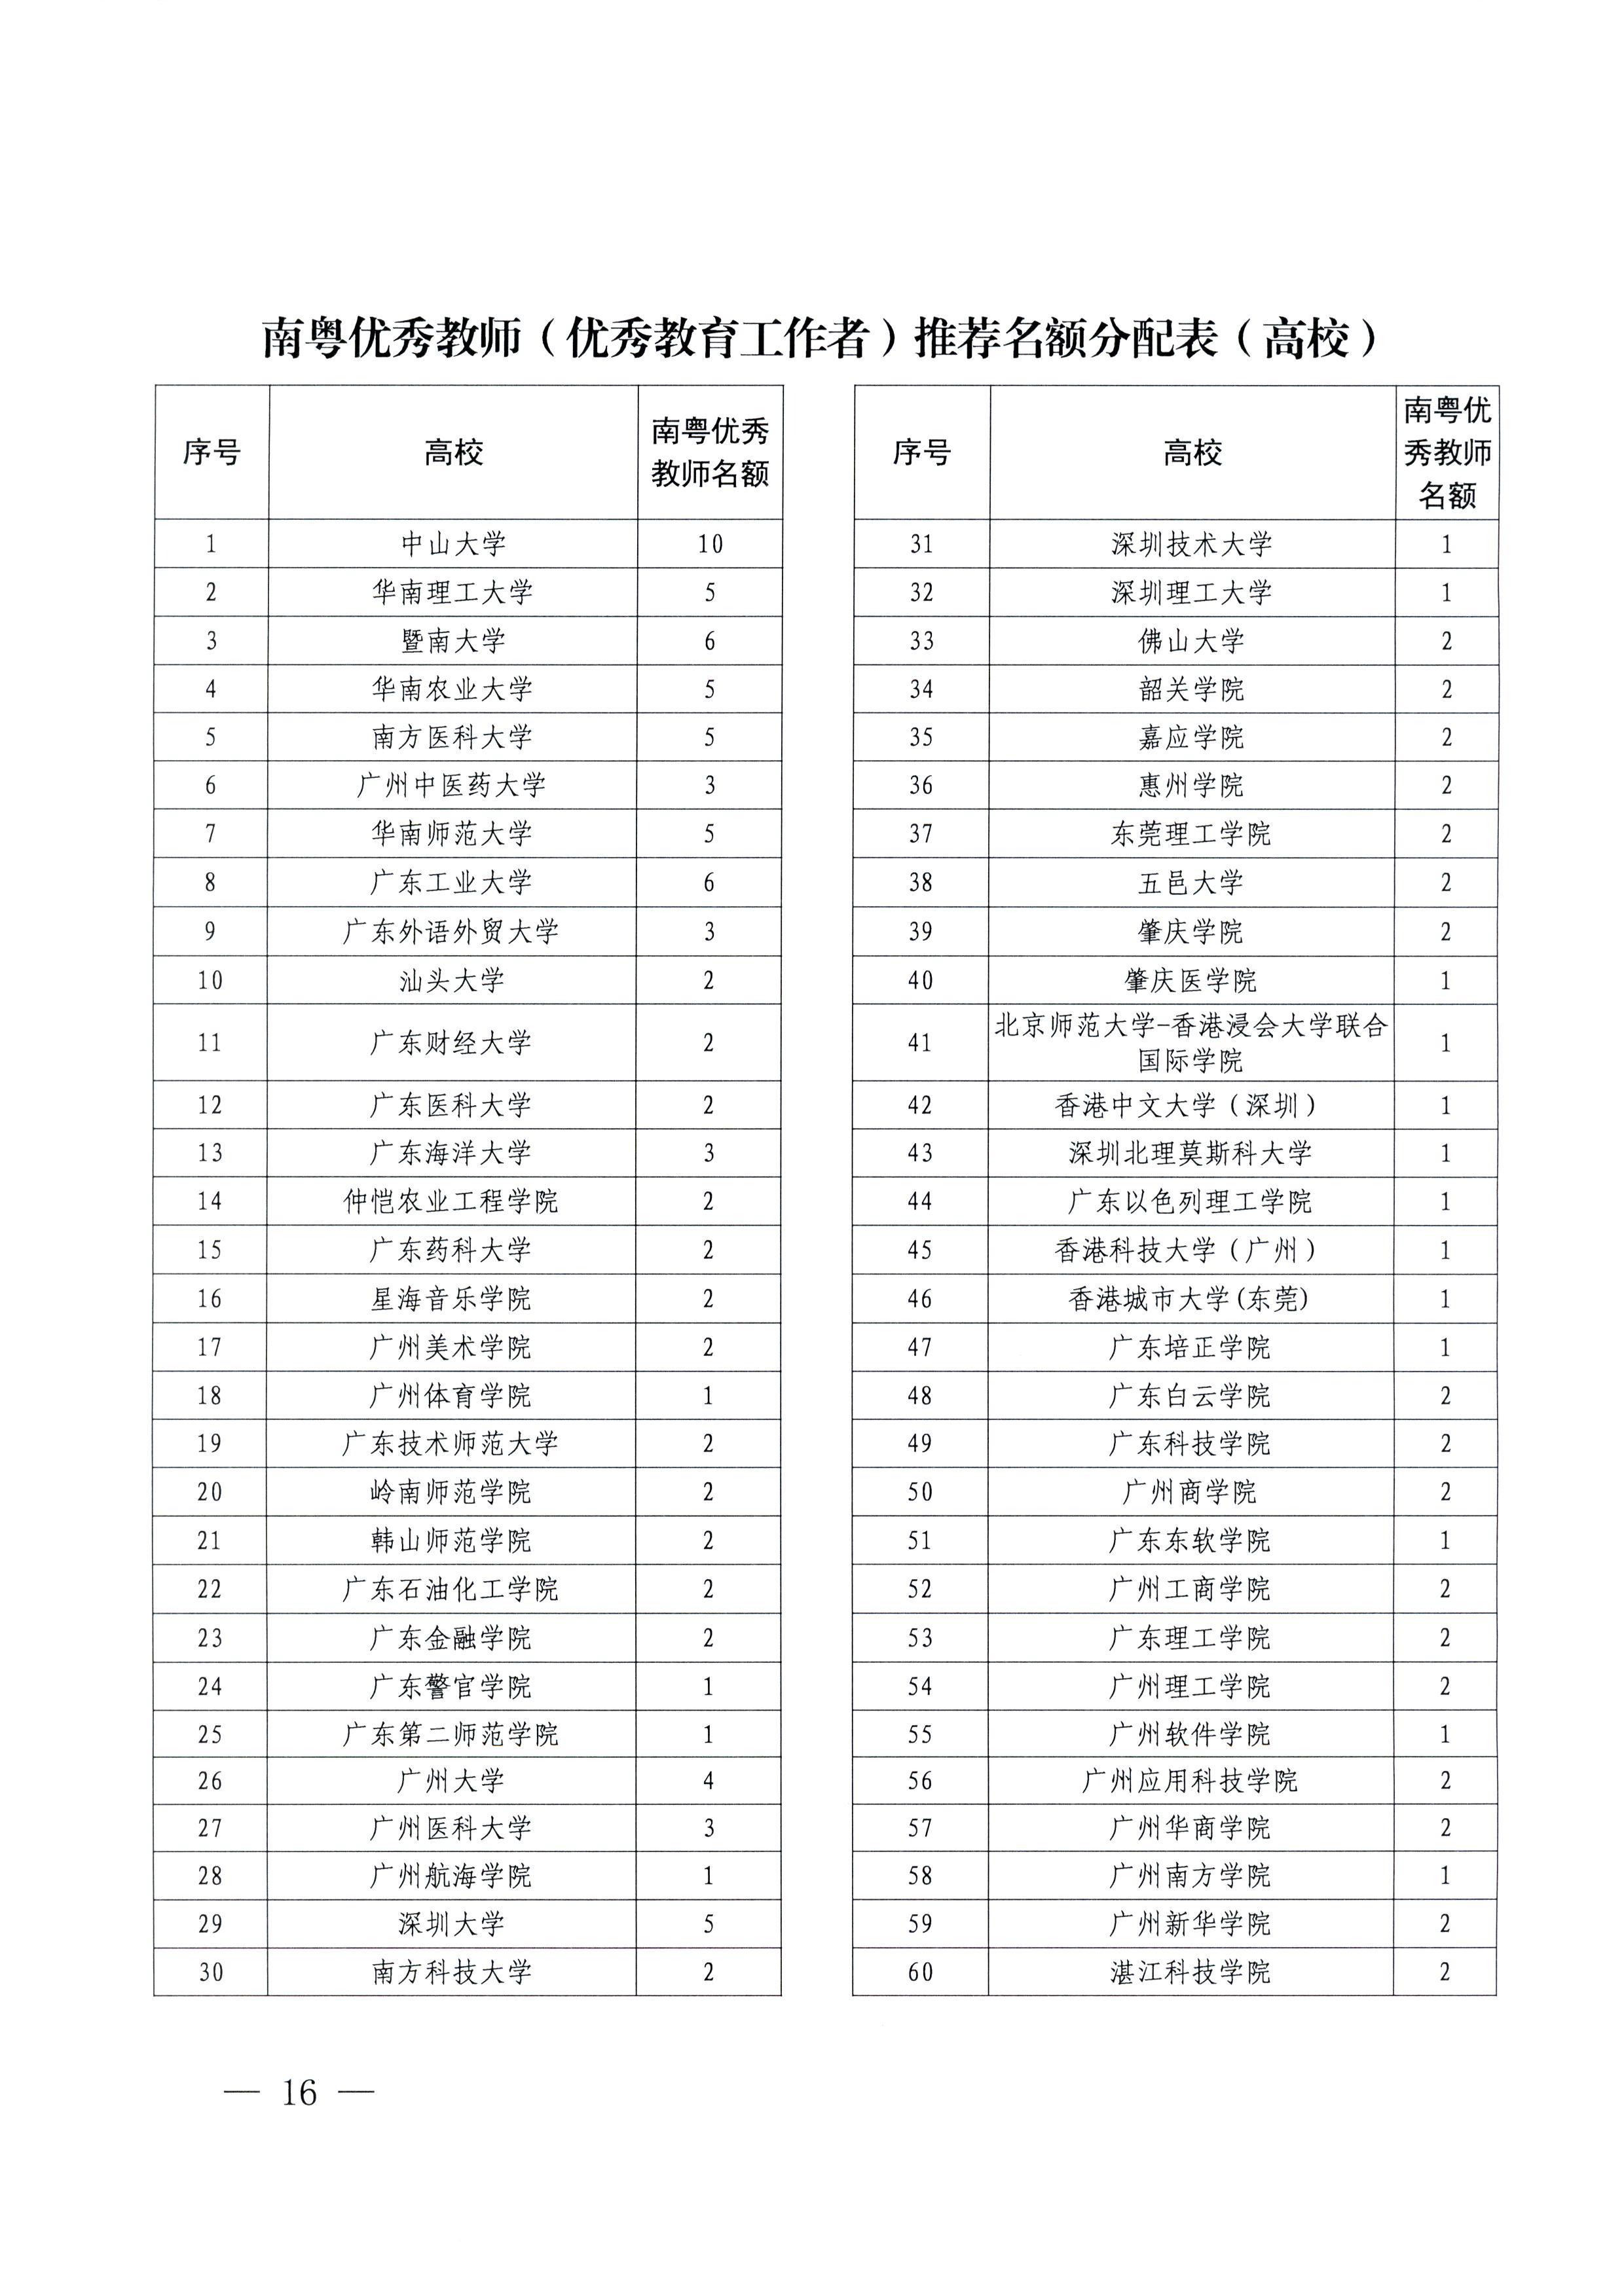 南粤优秀教师（优秀教育工作者）推荐名额分配表（高校）
序号 高校 南粤优秀教师名额
1 中山大学 10
2 华南理工大学 5
3 暨南大学 6
4 华南农业大学 5
5 南方医科大学 5
6 广州中医药大学 3
7 华南师范大学 5
8 广东工业大学 6
9 广东外语外贸大学 3
10 汕头大学 2
11 广东财经大学 2
12 广东医科大学 2
13 广东海洋大学 3
14 仲恺农业工程学院 2
15 广东药科大学 2
16 星海音乐学院 2
17 广州美术学院 2
18 广州体育学院 1
19 广东技术师范大学 2
20 岭南师范学院 2
21 韩山师范学院 2
22 广东石油化工学院 2
23 广东金融学院 2
24 广东警官学院 1
25 广东第二师范学院 1
26 广州大学 4
27 广州医科大学 3
28 广州航海学院 1
29 深圳大学 5
30 南方科技大学 2
序号 高校 南粤优秀教师名额
31 深圳技术大学 1
32 深圳理工大学 1
33 佛山大学 2
34 韶关学院 2
35 嘉应学院 2
36 惠州学院 2
37 东莞理工学院 2
38 五邑大学 2
39 肇庆学院 2
40 肇庆医学院 1
41 北京师范大学-香港浸会大学联合国际学院 1
42 香港中文大学（深圳） 1
43 深圳北理莫斯科大学 1
44 广东以色列理工学院 1
45 香港科技大学（广州） 1
46 香港城市大学(东莞) 1
47 广东培正学院 1
48 广东白云学院 2
49 广东科技学院 2
50 广州商学院 2
51 广东东软学院 1
52 广州工商学院 2
53 广东理工学院 2
54 广州理工学院 2
55 广州软件学院 1
56 广州应用科技学院 2
57 广州华商学院 2
58 广州南方学院 1
59 广州新华学院 2
60 湛江科技学院 2
— 16 —